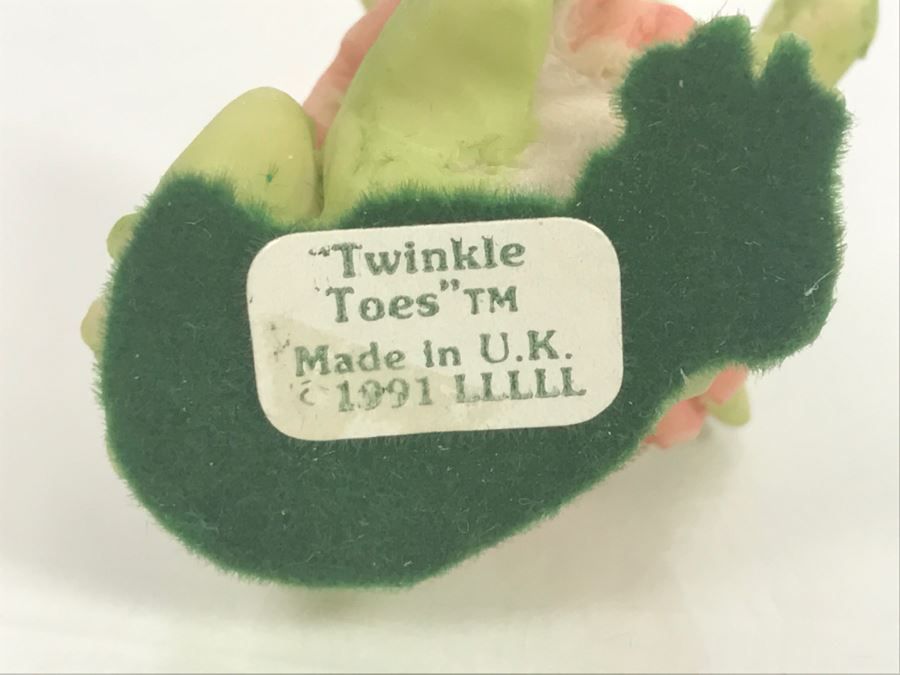 "Twinkle
Toes"™
Made in U.K.
© 1991 LLLLL